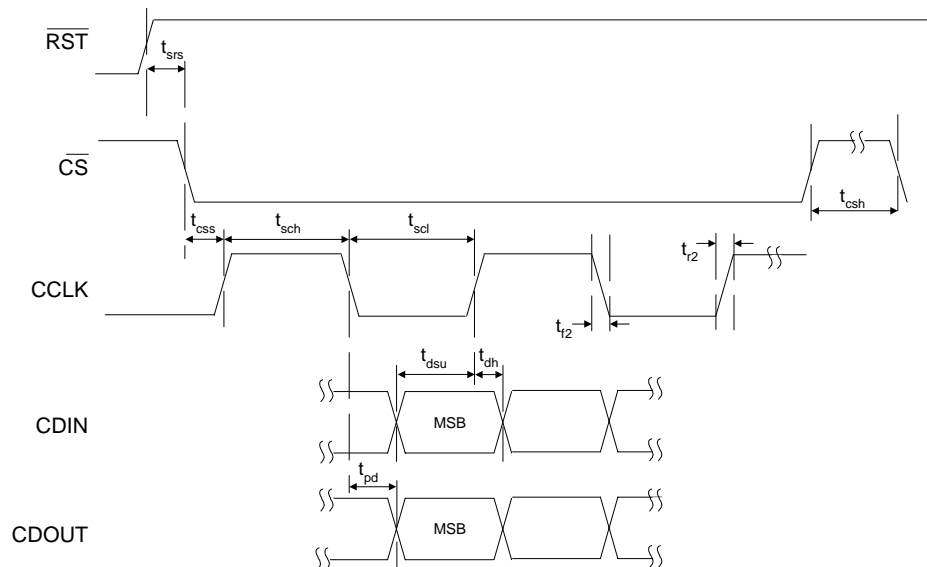 RST
t_srs
CS
t_csh
t_css t_sch t_scl
t_r2
CCLK
t_f2
t_dsu t_dh
CDIN MSB
t_pd
CDOUT MSB